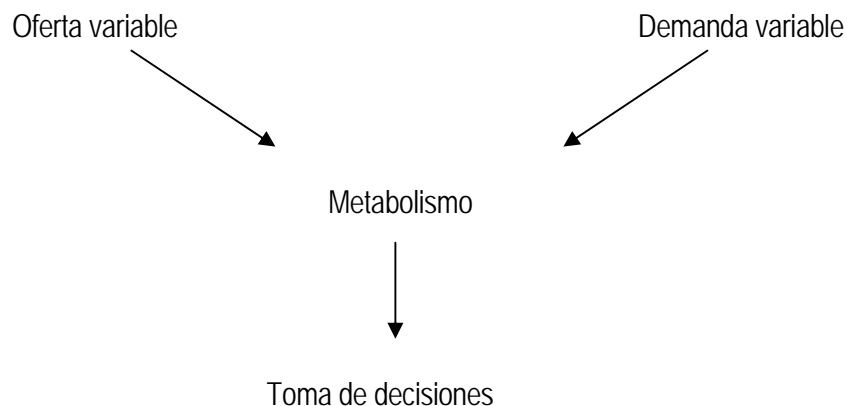 Oferta variable
Demanda variable
Metabolismo
Toma de decisiones